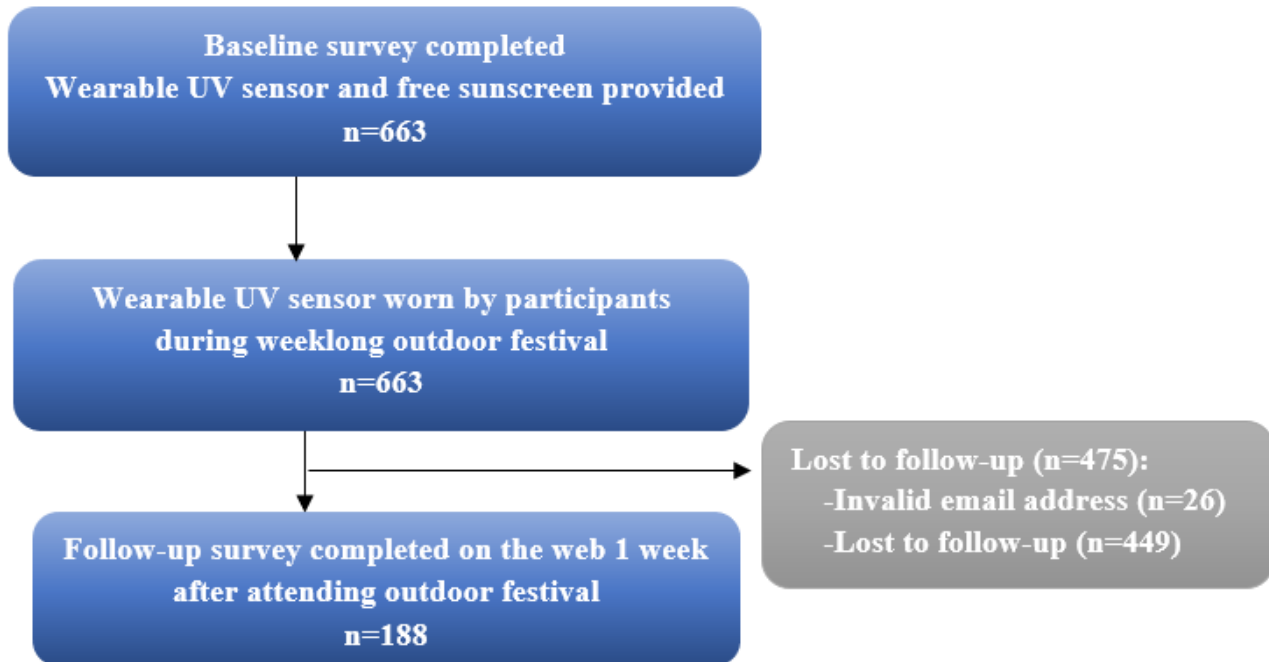 Baseline survey completed
Wearable UV sensor and free sunscreen provided
n=663
Wearable UV sensor worn by participants
during weeklong outdoor festival
n=663
Lost to follow-up (n=475):
-Invalid email address (n=26)
-Lost to follow-up (n=449)
Follow-up survey completed on the web 1 week
after attending outdoor festival
n=188